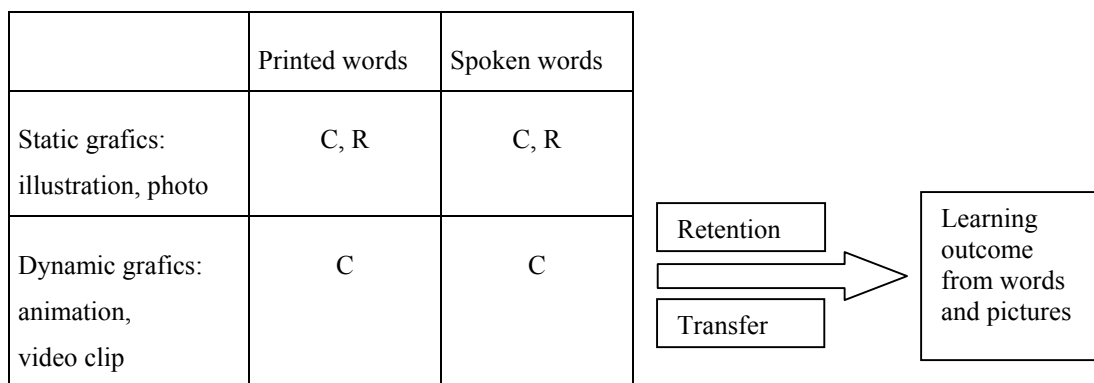 Printed words
Spoken words
Static grafics:
illustration, photo
C, R
C, R
Dynamic grafics:
animation,
video clip
C
C
Retention
Transfer
Learning
outcome
from words
and pictures